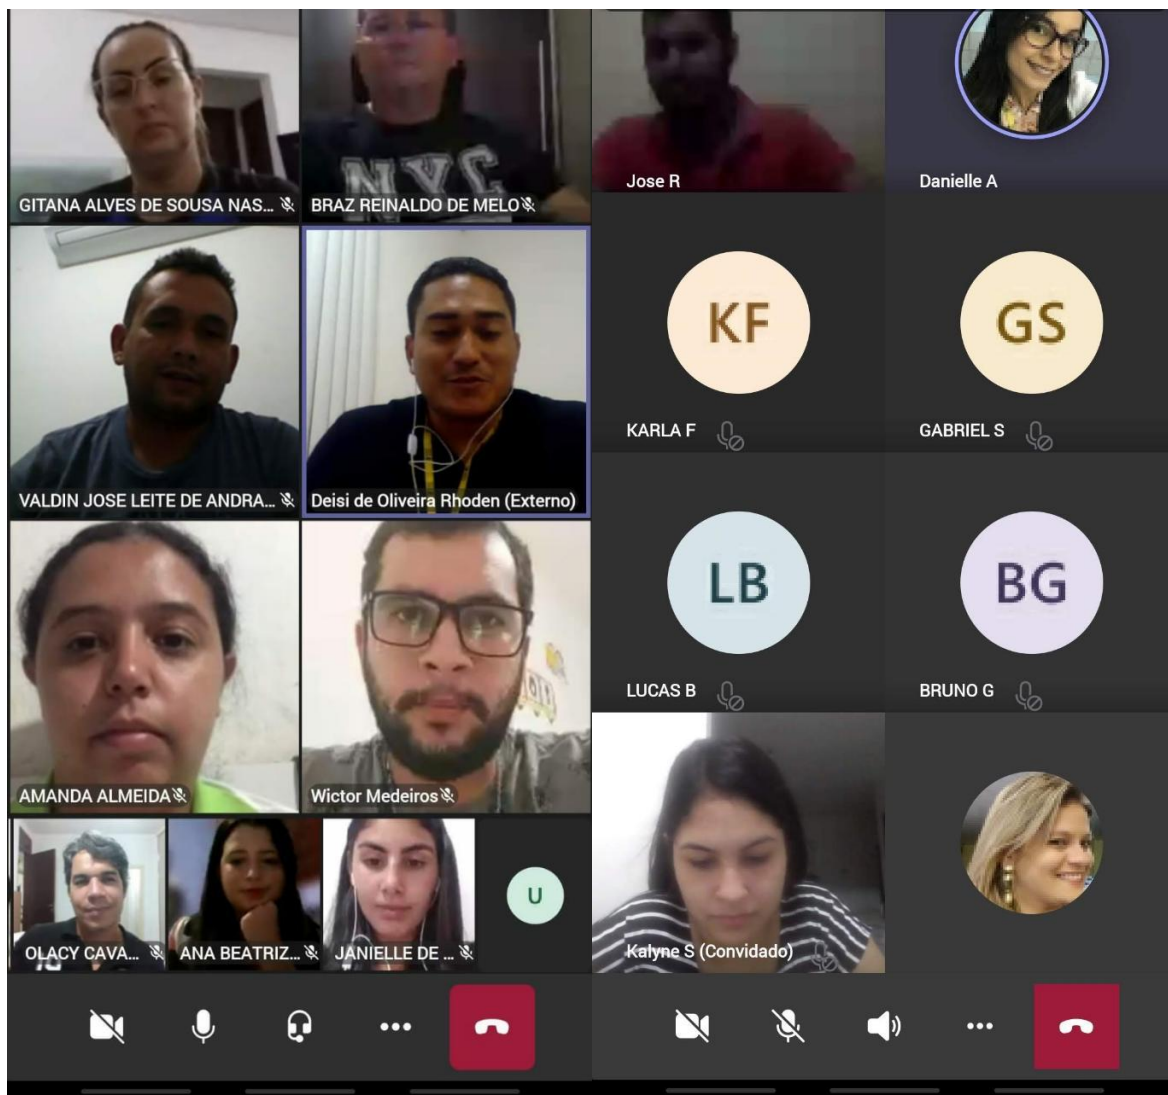 NYC
GITANA ALVES DE SOUSA NAS...
BRAZ REINALDO DE MELO
VALDIN JOSE LEITE DE ANDRA...
Deisi de Oliveira Rhoden (Externo)
AMANDA ALMEIDA
Wictor Medeiros
U
OLACY CAVA...
ANA BEATRIZ...
JANIELLE DE ...
Jose R
Danielle A
KF
GS
KARLA F
GABRIEL S
LB
BG
LUCAS B
BRUNO G
Kalyne S (Convidado)